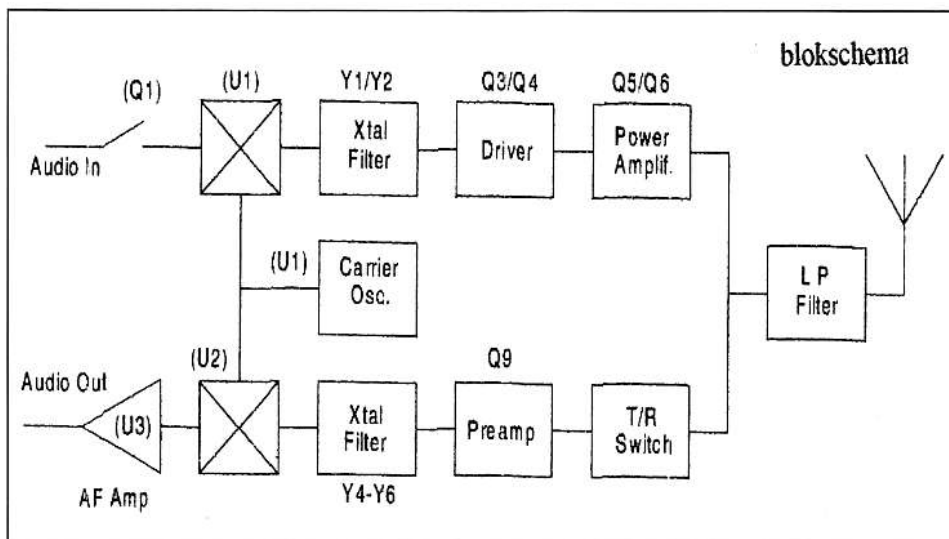 blokschema
(Q1)
(U1)
Y1/Y2
Q3/Q4
Q5/Q6
Audio In
Xtal
Filter
Driver
Power
Amplif.
(U1)
Carrier
Osc.
LP
Filter
Audio Out
(U2)
Q9
(U3)
Xtal
Filter
Preamp
T/R
Switch
AF Amp
Y4-Y6